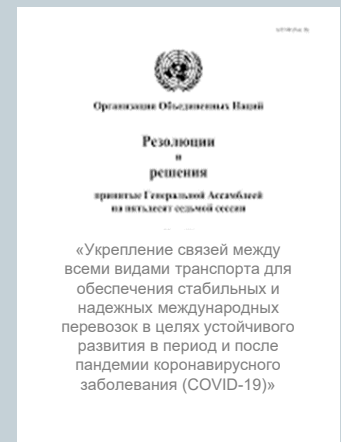 Организация Объединенных Наций
Резолюции
и
решения
принятые Генеральной Ассамблеей
на пятьдесят седьмой сессии
«Укрепление связей между
всеми видами транспорта для
обеспечения стабильных и
надежных международных
перевозок в целях устойчивого
развития в период и после
пандемии коронавирусного
заболевания (COVID-19)»